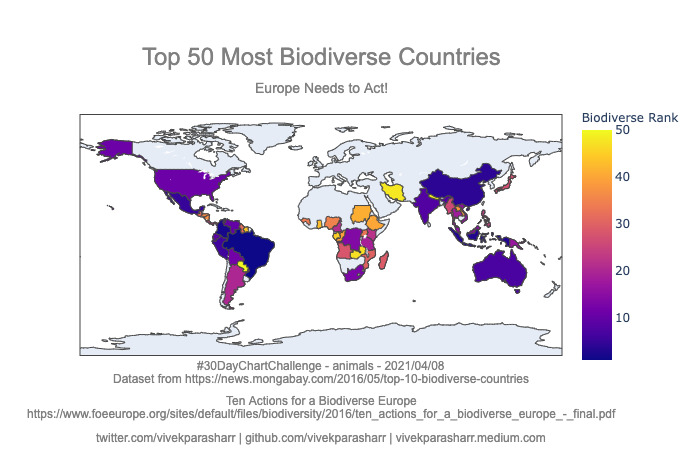 Top 50 Most Biodiverse Countries
Europe Needs to Act!
Biodiverse Rank
50
40
30
20
10
#30DayChartChallenge - animals - 2021/04/08
Dataset from https://news.mongabay.com/2016/05/top-10-biodiverse-countries
Ten Actions for a Biodiverse Europe
https://www.foeeurope.org/sites/default/files/biodiversity/2016/ten_actions_for_a_biodiverse_europe_-_final.pdf
twitter.com/vivekparasharr | github.com/vivekparasharr | vivekparasharr.medium.com